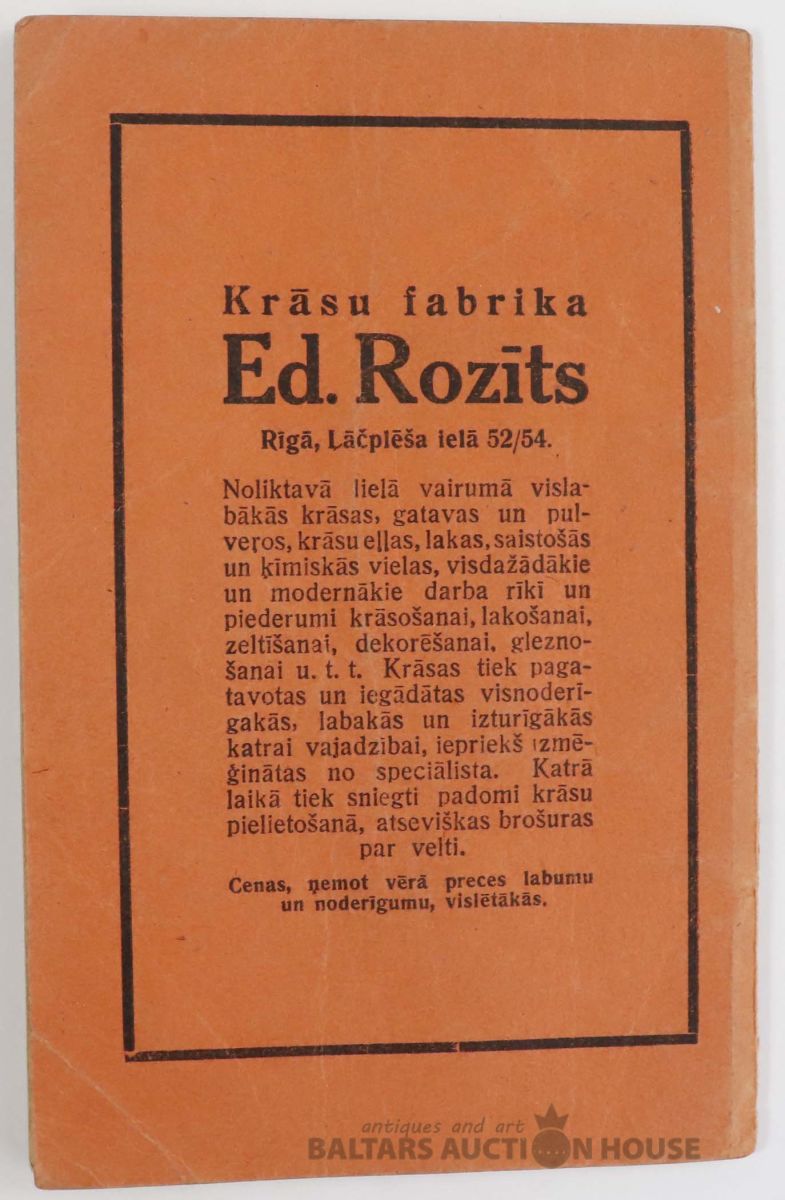 Krāsu fabrika
Ed. Rozīts
Rīgā, Ļāčplēša ielā 52/54.
Noliktavā lielā vairumā visla-
bākās krāsas, gatavas un pul-
veŗos, krāsu eļļas, lakas, saistošās
un ķīmiskās vielas, visdažādākie
un modernākie darba rīki un
piederumi krāsošanai, lakošanai,
zeltīšanai, dekorēšanai, glezno-
šanai u. t. t. Krāsas tiek paga-
tavotas un iegādātas visnoderī-
gakās, labakās un izturīgākās
katrai vajadzībai, iepriekš izmē-
ģinātas no speciālista. Katrā
laikā tiek sniegti padomi krāsu
pielietošanā, atseviškas brošuras
par velti.
Cenas, ņemot vērā preces labumu
un noderīgumu, vislētākās.
antiques and art
BALTARS AUCTION HOUSE